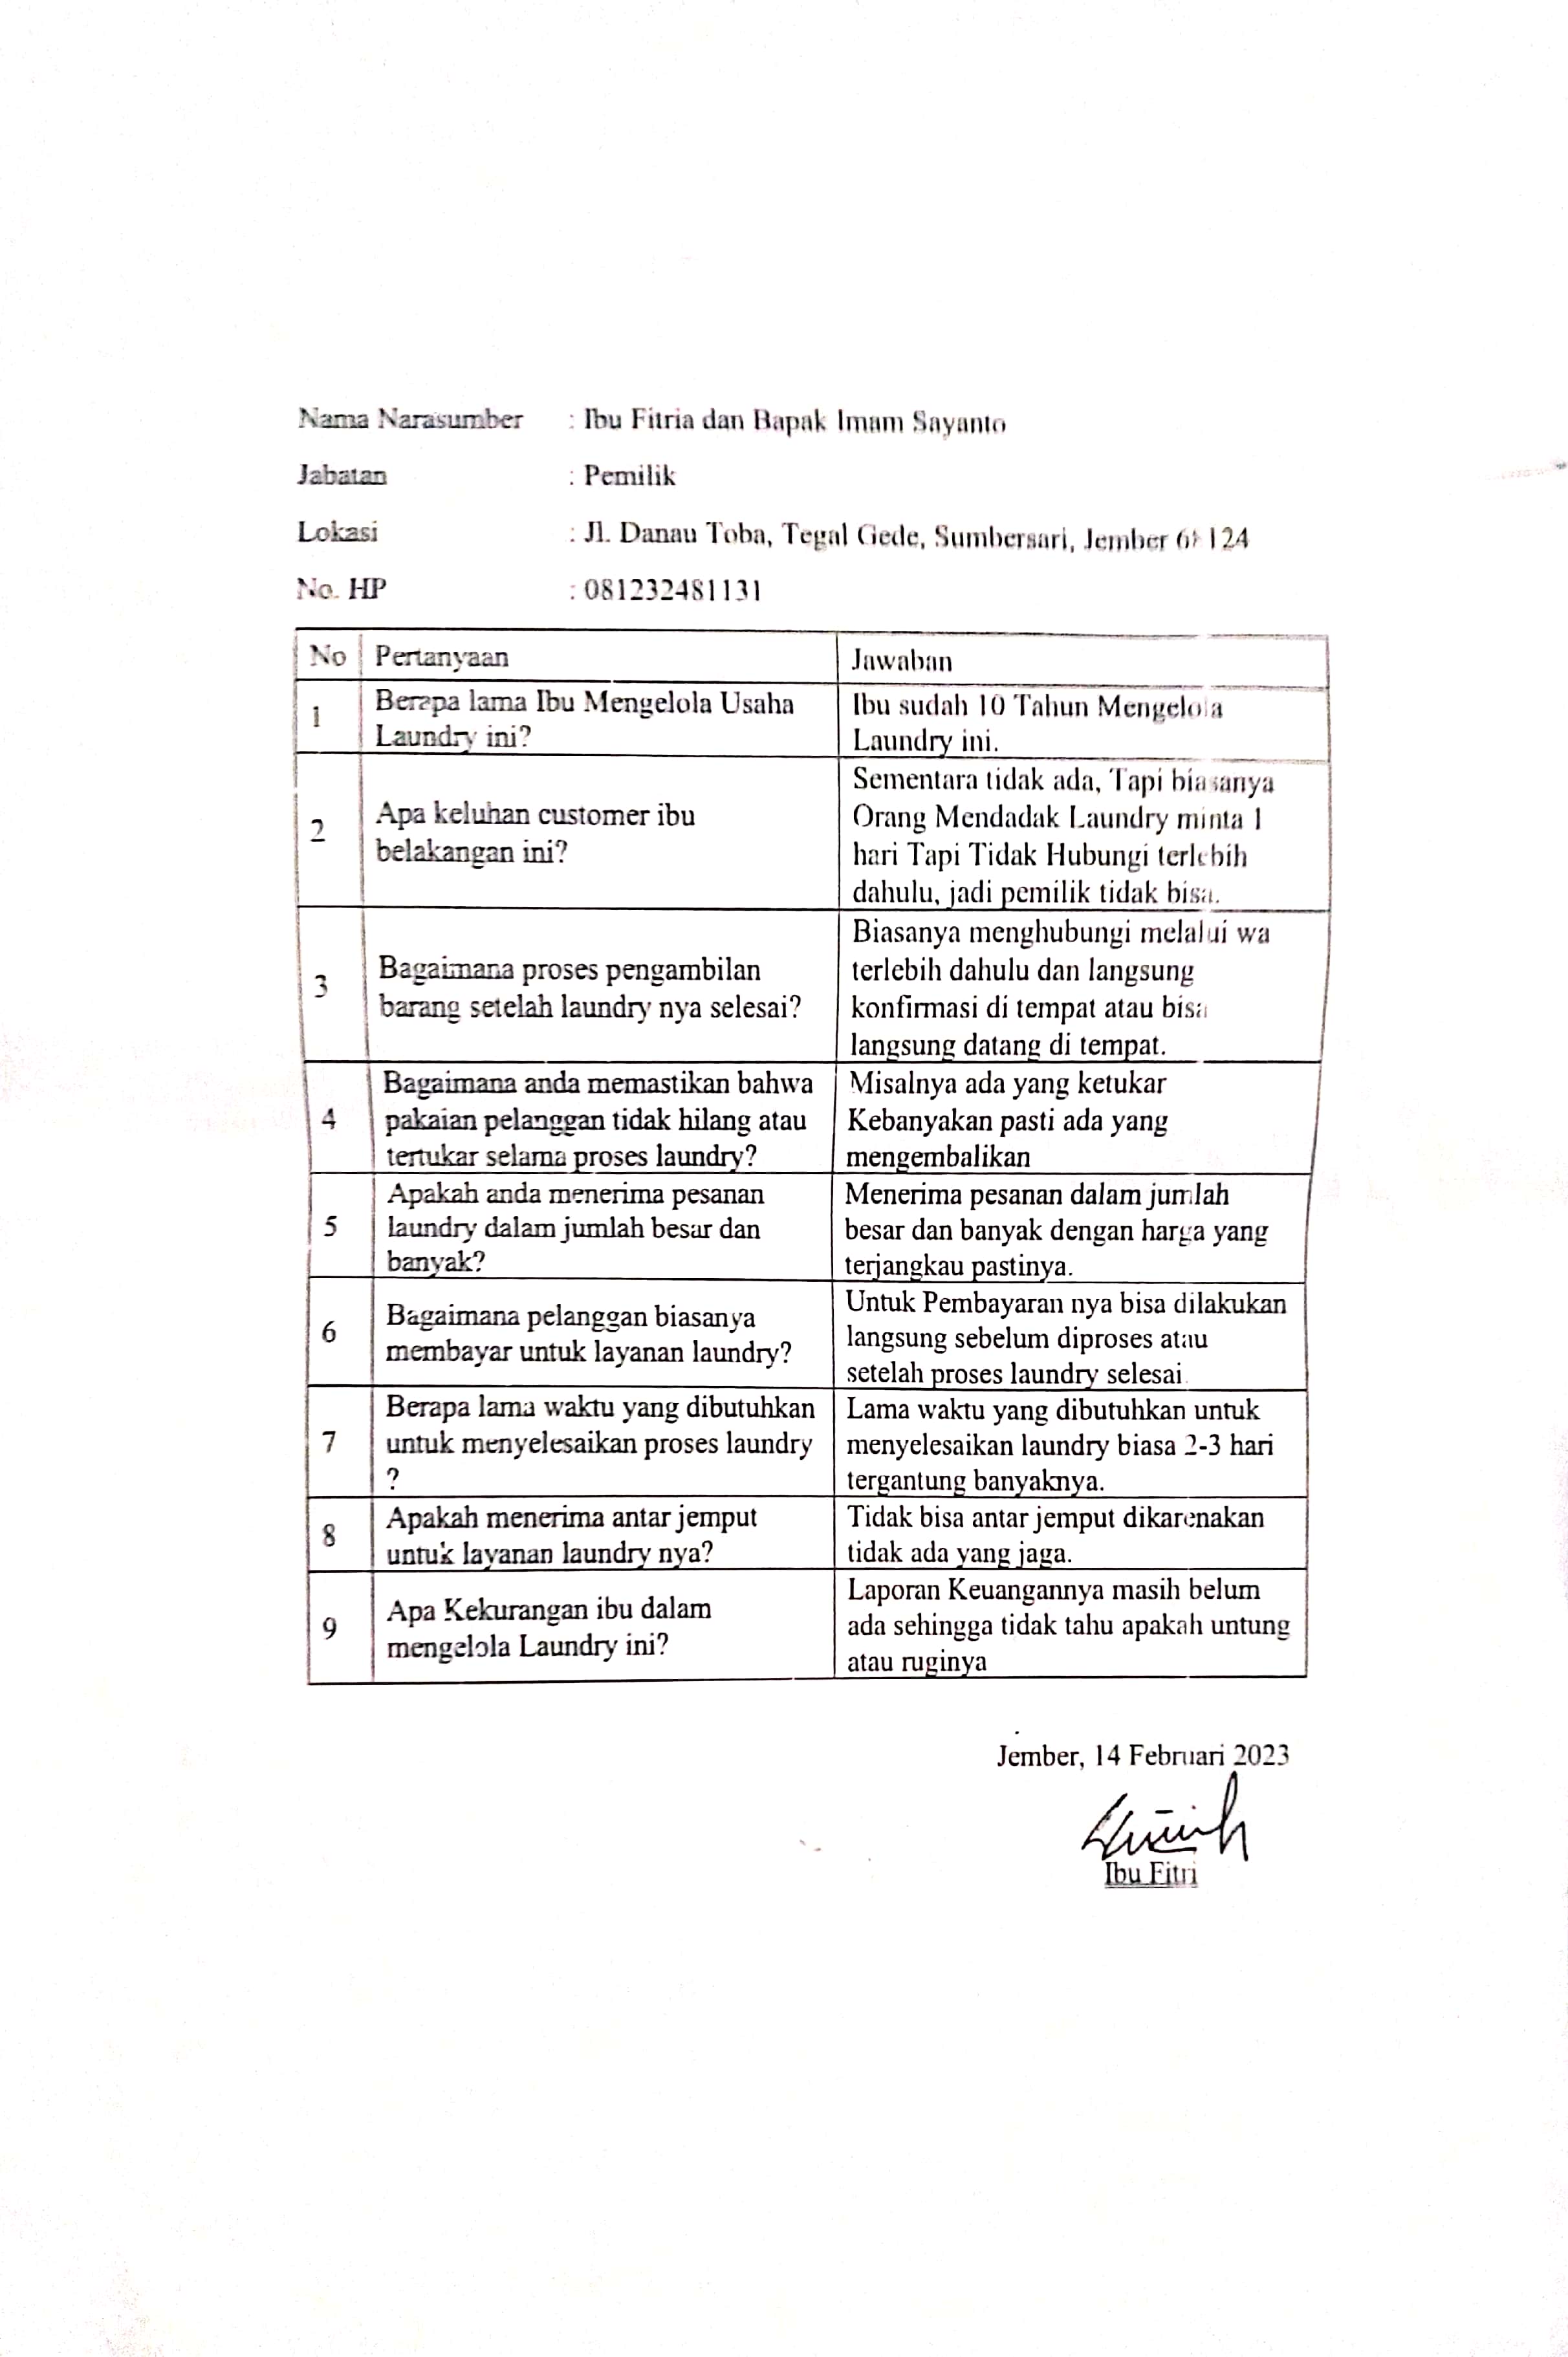 Nama Narasumber : Ibu Fitria dan Bapak Imam Sayanto
Jabatan : Pemilik
Lokasi : Jl. Danau Toba, Tegal Gede, Sumbersari, Jember
No. HP : 081232481131
No Pertanyaan Jawaban
1 Berapa lama Ibu Mengelola Usaha
Laundry ini?
Ibu sudah 10 Tahun Mengelola
Laundry ini.
2 Apa keluhan customer ibu
belakangan ini?
Sementara tidak ada, Tapi biasanya
Orang Mendadak Laundry minta 1
hari Tapi Tidak Hubungi terlebih
dahulu, jadi pemilik tidak bisa.
3 Bagaimana proses pengambilan
barang setelah laundry nya selesai?
Biasanya menghubungi melalui wa
terlebih dahulu dan langsung
konfirmasi di tempat atau bisa
langsung datang di tempat.
4 Bagaimana anda memastikan bahwa
pakaian pelanggan tidak hilang atau
tertukar selama proses laundry?
Misalnya ada yang ketukar
Kebanyakan pasti ada yang
mengembalikan
5 Apakah anda menerima pesanan
laundry dalam jumlah besar dan
banyak?
Menerima pesanan dalam jumlah
besar dan banyak dengan harga yang
terjangkau pastinya.
6 Bagaimana pelanggan biasanya
membayar untuk layanan laundry?
Untuk Pembayaran nya bisa dilakukan
langsung sebelum diproses atau
setelah proses laundry selesai.
7 Berapa lama waktu yang dibutuhkan
untuk menyelesaikan proses laundry
?
Lama waktu yang dibutuhkan untuk
menyelesaikan laundry biasa 2-3 hari
tergantung banyaknya.
8 Apakah menerima antar jemput
untuk layanan laundry nya?
Tidak bisa antar jemput dikarenakan
tidak ada yang jaga.
9 Apa Kekurangan ibu dalam
mengelola Laundry ini?
Laporan Keuangannya masih belum
ada sehingga tidak tahu apakah untung
atau ruginya
Jember, 14 Februari 2023
Ibu Fitri